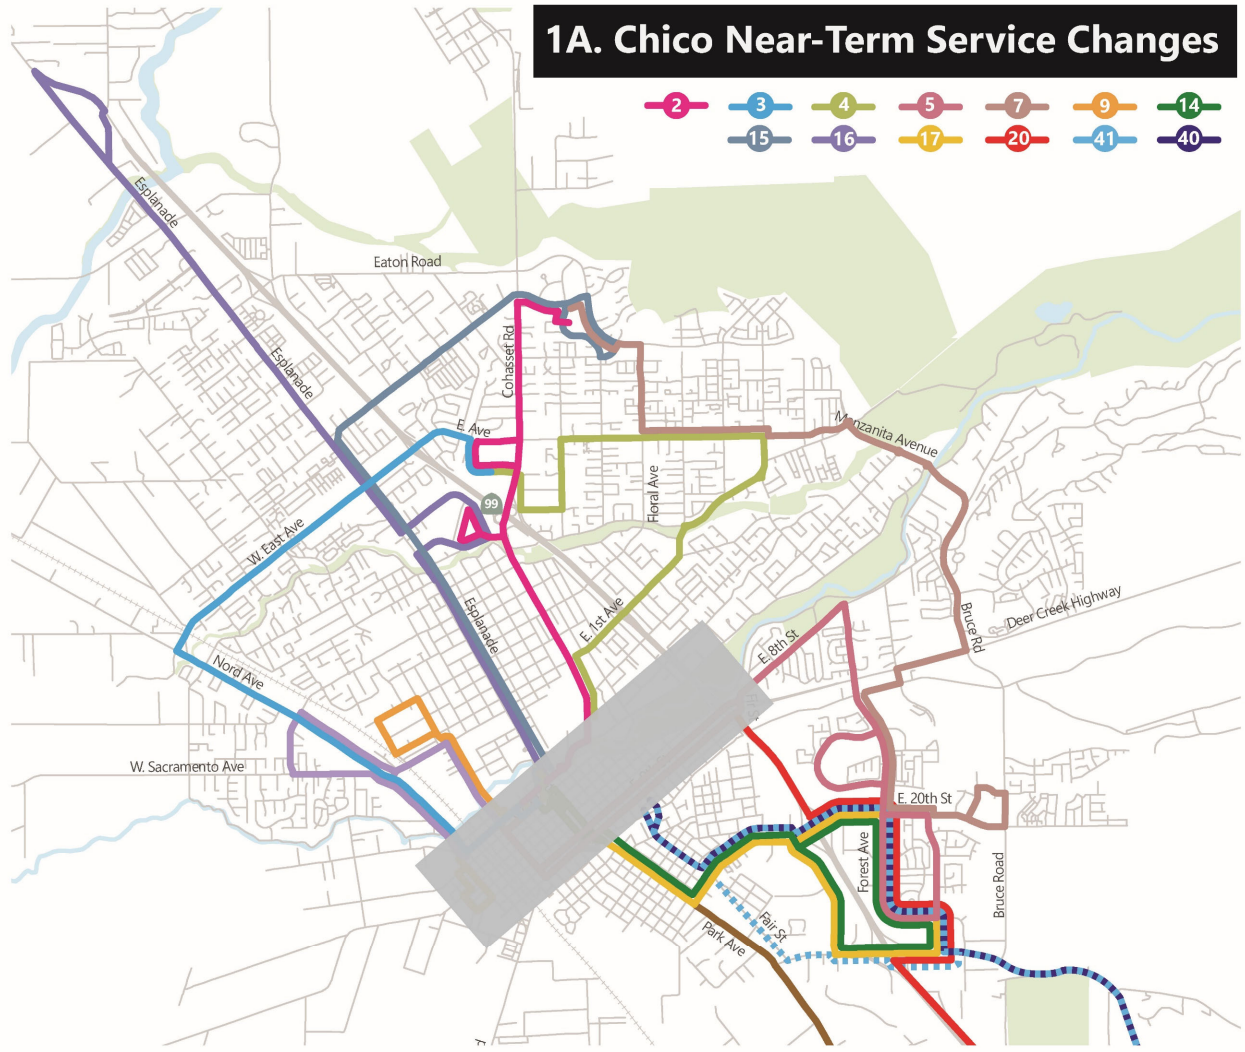 1A. Chico Near-Term Service Changes
2 3 4 5 7 9 14
15 16 17 20 41 40
Esplanade
Eaton Road
Esplanade
Cohasset Rd
E. Ave
Manzanita Avenue
99
Floral Ave
W. East Ave
Esplanade
E. 1st Ave
Bruce Rd
Deer Creek Highway
E. 8th St
Nord Ave
W. Sacramento Ave
E. 20th St
Forest Ave
Bruce Road
Fair St
Park Ave